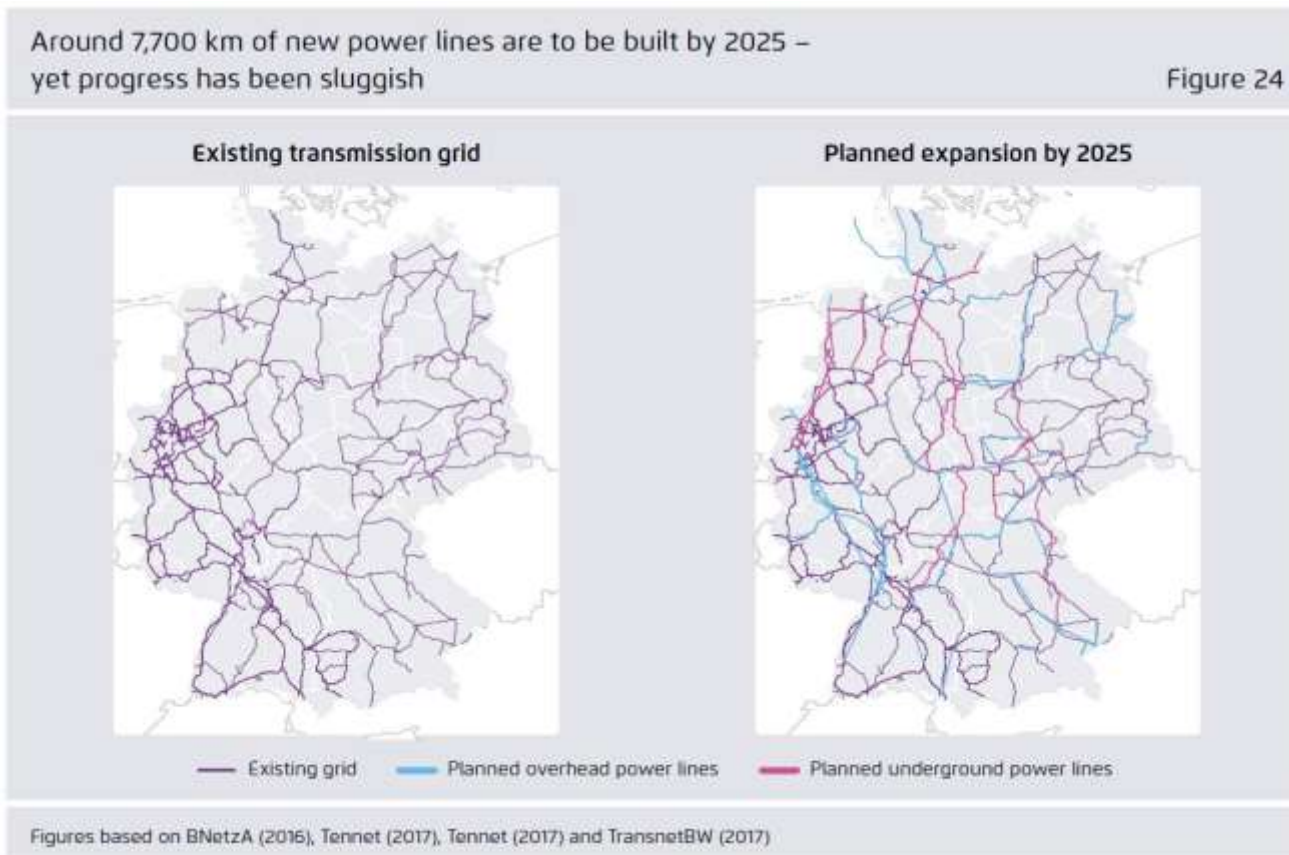 Around 7,700 km of new power lines are to be built by 2025 –
yet progress has been sluggish
Figure 24
Existing transmission grid
Planned expansion by 2025
Existing grid
Planned overhead power lines
Planned underground power lines
Figures based on BNetzA (2016), Tennet (2017), Tennet (2017) and TransnetBW (2017)